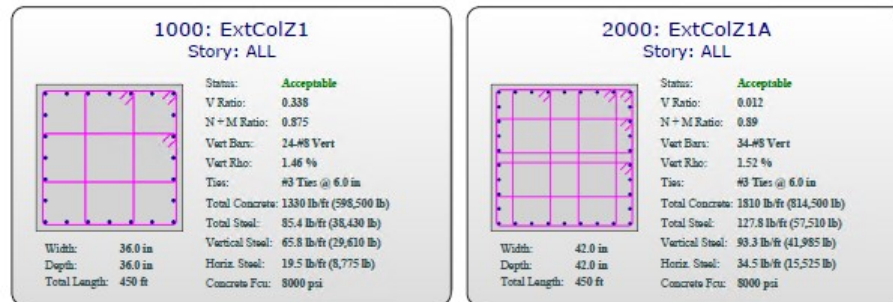 1000: ExtColZ1
Story: ALL
Status: Acceptable
V Ratio: 0.338
N + M Ratio: 0.875
Vert Bars: 24-#8 Vert
Vert Rho: 1.46 %
Ties: #3 Ties @ 6.0 in
Total Concrete: 1330 lb/ft (598,500 lb)
Total Steel: 85.4 lb/ft (38,430 lb)
Vertical Steel: 65.8 lb/ft (29,610 lb)
Horiz. Steel: 19.5 lb/ft (8,775 lb)
Concrete Fcu: 8000 psi
Width: 36.0 in
Depth: 36.0 in
Total Length: 450 ft
2000: ExtColZ1A
Story: ALL
Status: Acceptable
V Ratio: 0.012
N + M Ratio: 0.89
Vert Bars: 34-#8 Vert
Vert Rho: 1.52 %
Ties: #3 Ties @ 6.0 in
Total Concrete: 1810 lb/ft (814,500 lb)
Total Steel: 127.8 lb/ft (57,510 lb)
Vertical Steel: 93.3 lb/ft (41,985 lb)
Horiz. Steel: 34.5 lb/ft (15,525 lb)
Concrete Fcu: 8000 psi
Width: 42.0 in
Depth: 42.0 in
Total Length: 450 ft